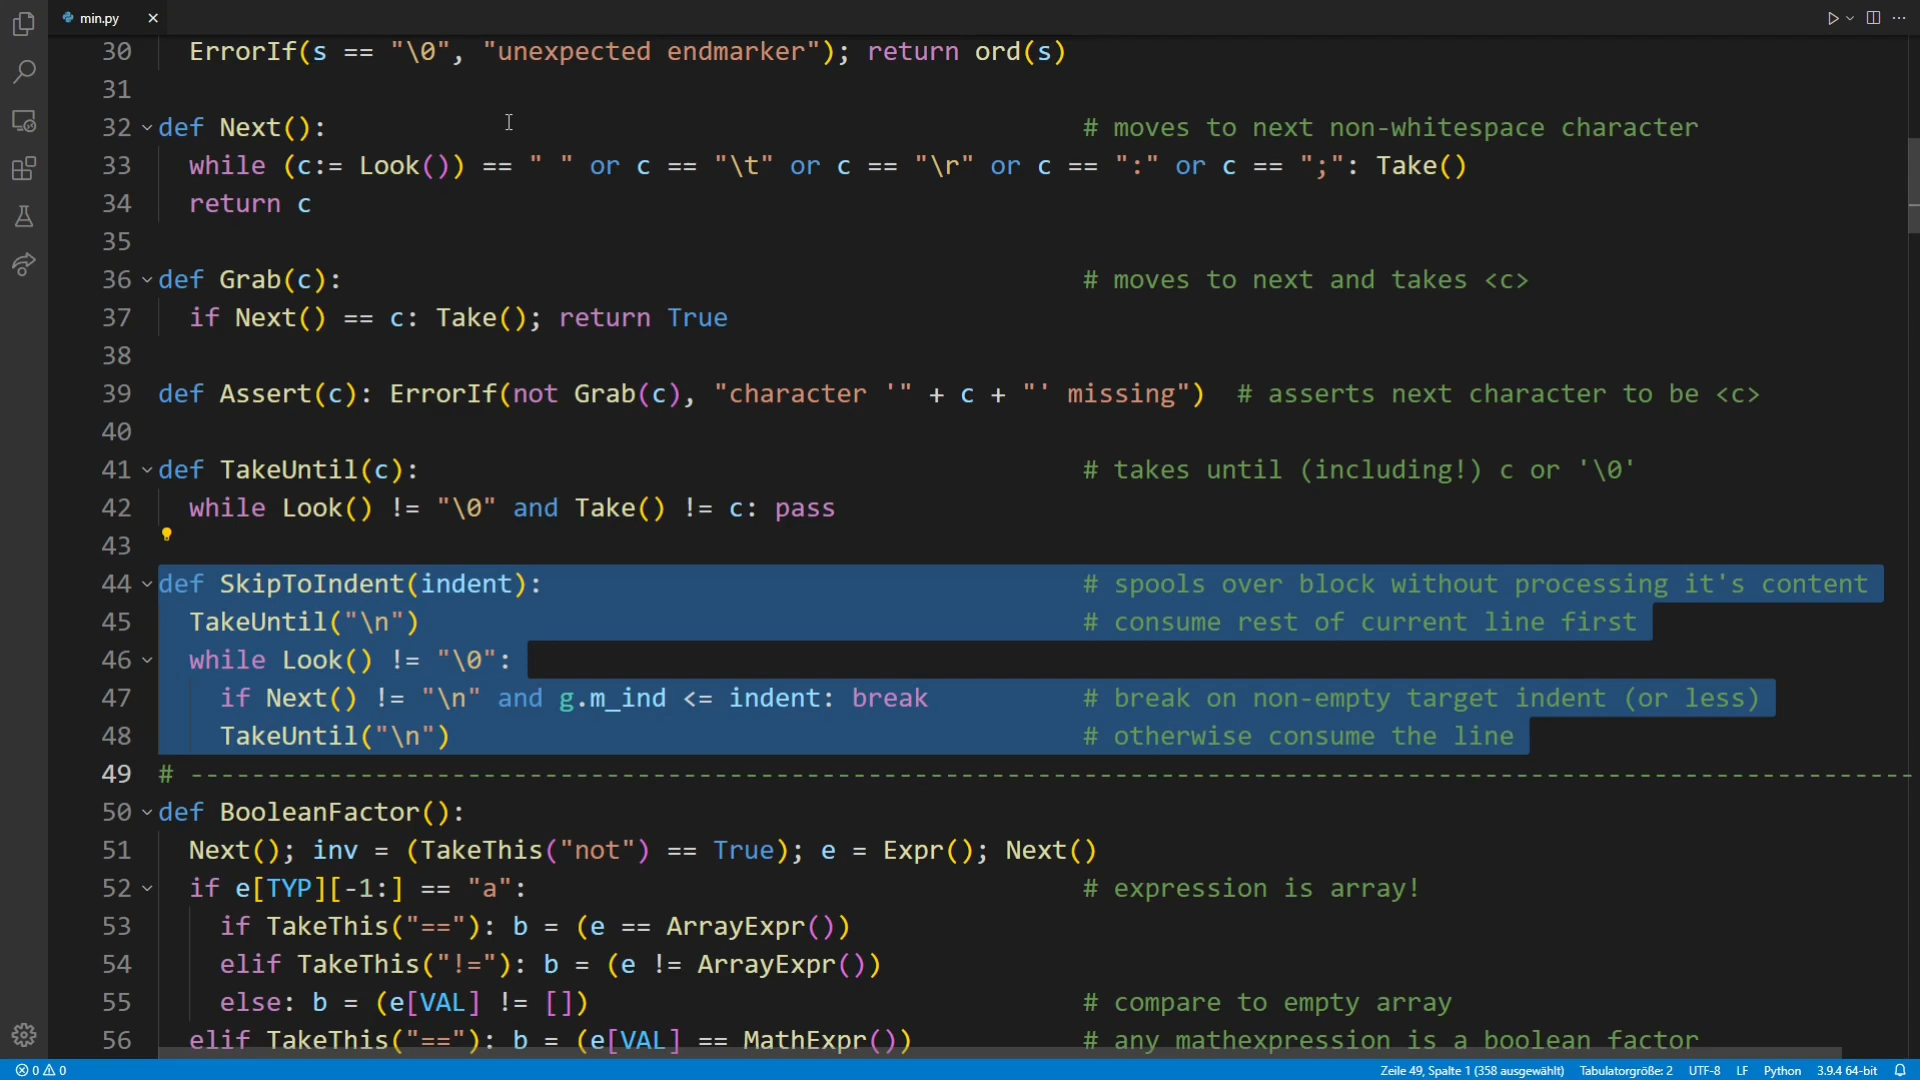 min.py
30 ErrorIf(s == "\0", "unexpected endmarker"); return ord(s)
31
32 def Next(): # moves to next non-whitespace character
33 while (c:= Look()) == " " or c == "\t" or c == "\r" or c == ":" or c == ";": Take()
34 return c
35
36 def Grab(c): # moves to next and takes <c>
37 if Next() == c: Take(); return True
38
39 def Assert(c): ErrorIf(not Grab(c), "character '" + c + "' missing") # asserts next character to be <c>
40
41 def TakeUntil(c): # takes until (including!) c or '\0'
42 while Look() != "\0" and Take() != c: pass
43
44 def SkipToIndent(indent): # spools over block without processing it's content
45 TakeUntil("\n") # consume rest of current line first
46 while Look() != "\0":
47 if Next() != "\n" and g.m_ind <= indent: break # break on non-empty target indent (or less)
48 TakeUntil("\n") # otherwise consume the line
49 # ----------------------------------------------------------------------------------------------------------------
50 def BooleanFactor():
51 Next(); inv = (TakeThis("not") == True); e = Expr(); Next()
52 if e[TYP][-1:] == "a": # expression is array!
53 if TakeThis("=="): b = (e == ArrayExpr())
54 elif TakeThis("!="): b = (e != ArrayExpr())
55 else: b = (e[VAL] != []) # compare to empty array
56 elif TakeThis("=="): b = (e[VAL] == MathExpr()) # any mathexpression is a boolean factor
0 0 Zeile 49, Spalte 1 (358 ausgewählt) Tabulatorgröße: 2 UTF-8 LF Python 3.9.4 64-bit